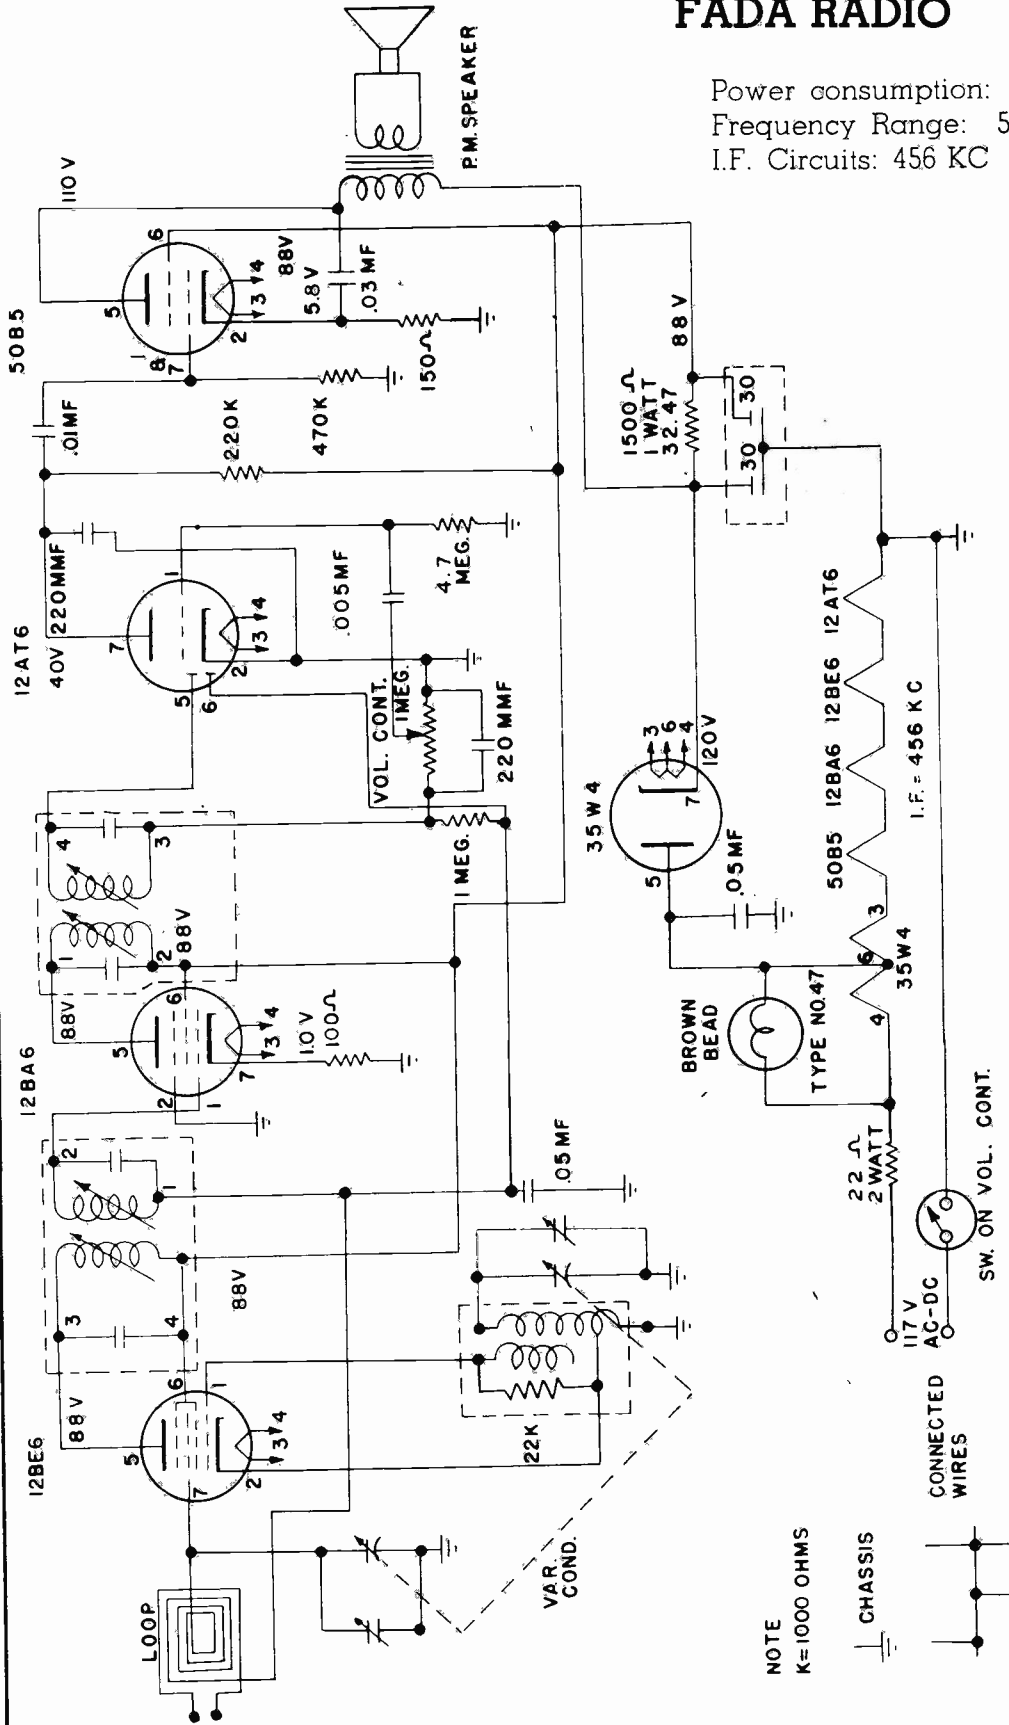 FADA RADIO
Power consumption:
Frequency Range: 5
I.F. Circuits: 456 KC
P.M. SPEAKER
110 V
50B5
5
6
1
8
7
2
3
4
88V
5.8V
.03 MF
150Ω
.01MF
220K
470K
12AT6
40V
220MMF
7
1
5
6
2
3
4
.005MF
4.7
MEG.
VOL. CONT.
1MEG.
220 MMF
1 MEG.
4
3
1
2
88V
88V
12BA6
5
6
2
1
7
3
4
1.0V
100Ω
2
1
3
4
88V
88V
.05MF
12BE6
5
6
1
7
2
3
4
22K
LOOP
VAR.
COND.
88 V
1500 Ω
1 WATT
32.47
30
30
35W4
3
6
4
7
5
120V
.05MF
BROWN
BEAD
TYPE NO.47
50B5
12BA6
12BE6
12AT6
3
6
4
35W4
I.F. = 456 KC
22 Ω
2 WATT
117 V
AC-DC
SW. ON VOL. CONT.
NOTE
K=1000 OHMS
CHASSIS
CONNECTED
WIRES